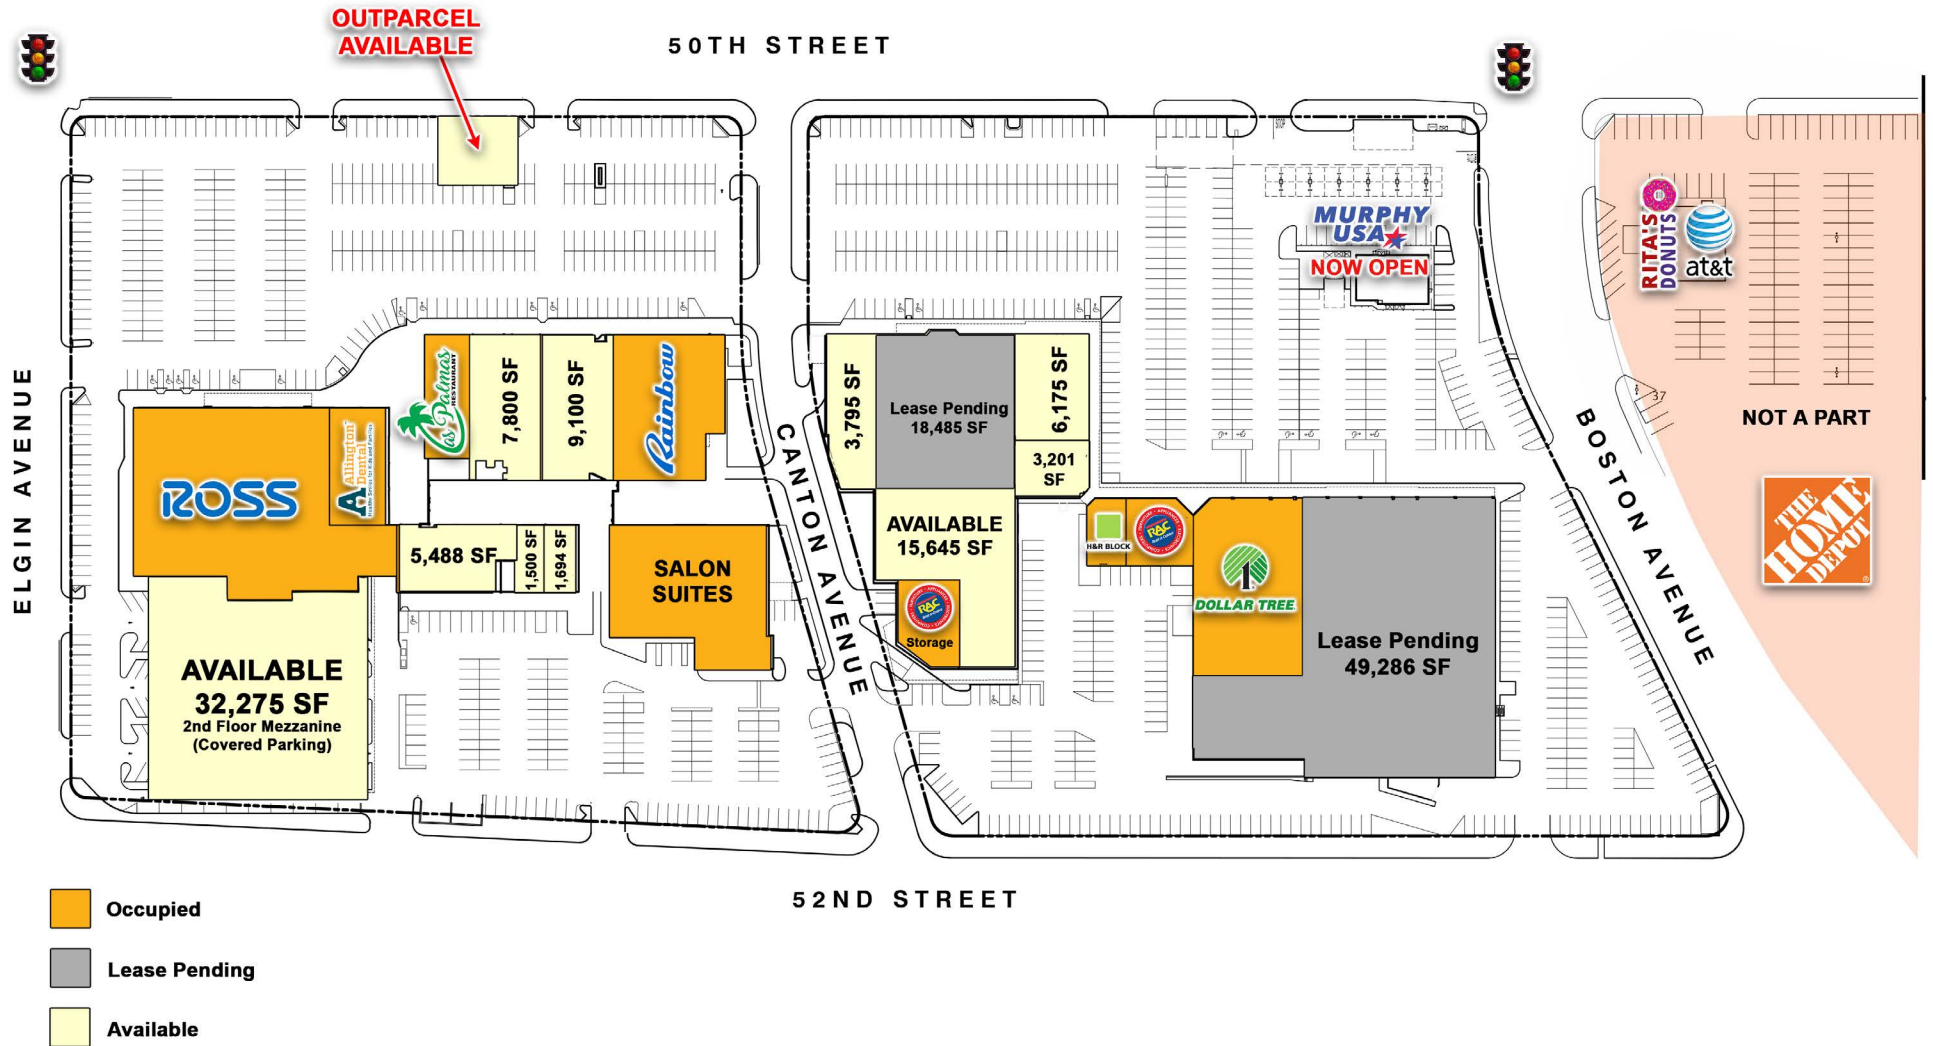 OUTPARCEL
AVAILABLE
50TH STREET
MURPHY
USA
NOW OPEN
RITA'S
DONUTS
at&t
37
NOT A PART
THE
HOME
DEPOT
ELGIN AVENUE
ROSS
Allington
Dental
Las Palmas
RESTAURANT
7,800 SF
9,100 SF
Rainbow
5,488 SF
1,500 SF
1,694 SF
SALON
SUITES
AVAILABLE
32,275 SF
2nd Floor Mezzanine
(Covered Parking)
CANTON AVENUE
3,795 SF
Lease Pending
18,485 SF
6,175 SF
3,201
SF
AVAILABLE
15,645 SF
RAC
Storage
H&R BLOCK
RAC
DOLLAR TREE
Lease Pending
49,286 SF
BOSTON AVENUE
52ND STREET
Occupied
Lease Pending
Available